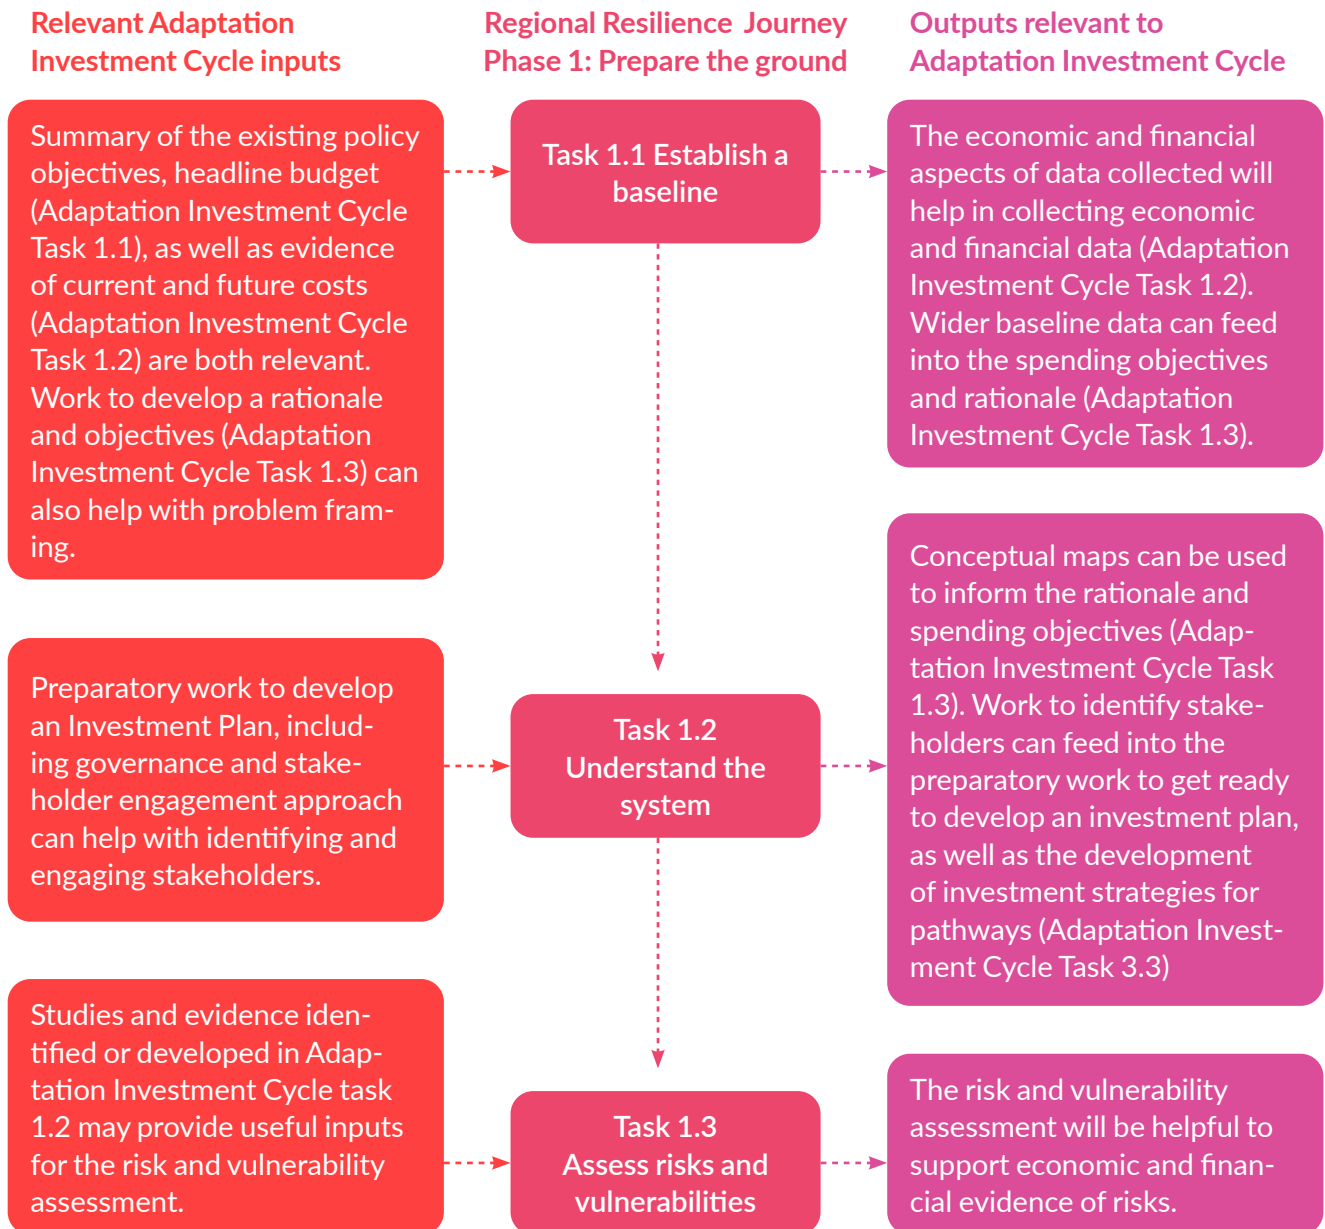 Relevant Adaptation
Investment Cycle inputs
Regional Resilience Journey
Phase 1: Prepare the ground
Outputs relevant to
Adaptation Investment Cycle
Summary of the existing policy
objectives, headline budget
(Adaptation Investment Cycle
Task 1.1), as well as evidence
of current and future costs
(Adaptation Investment Cycle
Task 1.2) are both relevant.
Work to develop a rationale
and objectives (Adaptation
Investment Cycle Task 1.3) can
also help with problem fram-
ing.
Task 1.1 Establish a
baseline
The economic and financial
aspects of data collected will
help in collecting economic
and financial data (Adaptation
Investment Cycle Task 1.2).
Wider baseline data can feed
into the spending objectives
and rationale (Adaptation
Investment Cycle Task 1.3).
Preparatory work to develop
an Investment Plan, includ-
ing governance and stake-
holder engagement approach
can help with identifying and
engaging stakeholders.
Task 1.2
Understand the
system
Conceptual maps can be used
to inform the rationale and
spending objectives (Adap-
tation Investment Cycle Task
1.3). Work to identify stake-
holders can feed into the
preparatory work to get ready
to develop an investment plan,
as well as the development
of investment strategies for
pathways (Adaptation Invest-
ment Cycle Task 3.3)
Studies and evidence iden-
tified or developed in Adap-
tation Investment Cycle task
1.2 may provide useful inputs
for the risk and vulnerability
assessment.
Task 1.3
Assess risks and
vulnerabilities
The risk and vulnerability
assessment will be helpful to
support economic and finan-
cial evidence of risks.